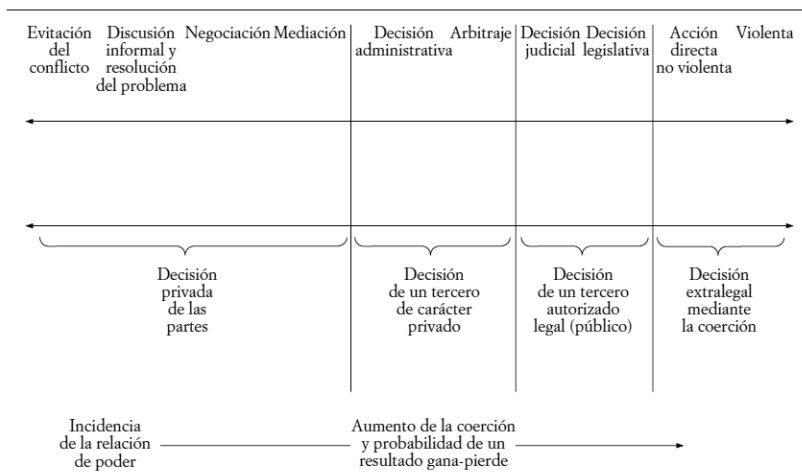 Evitación del conflicto
Discusión informal y resolución del problema
Negociación
Mediación
Decisión administrativa
Arbitraje
Decisión judicial
Decisión legislativa
Acción directa no violenta
Violenta
Decisión
privada
de las
partes
Decisión
de un tercero
de carácter
privado
Decisión
de un tercero
autorizado
legal (público)
Decisión
extralegal
mediante
la coerción
Incidencia
de la relación
de poder
Aumento de la coerción
y probabilidad de un
resultado gana-pierde